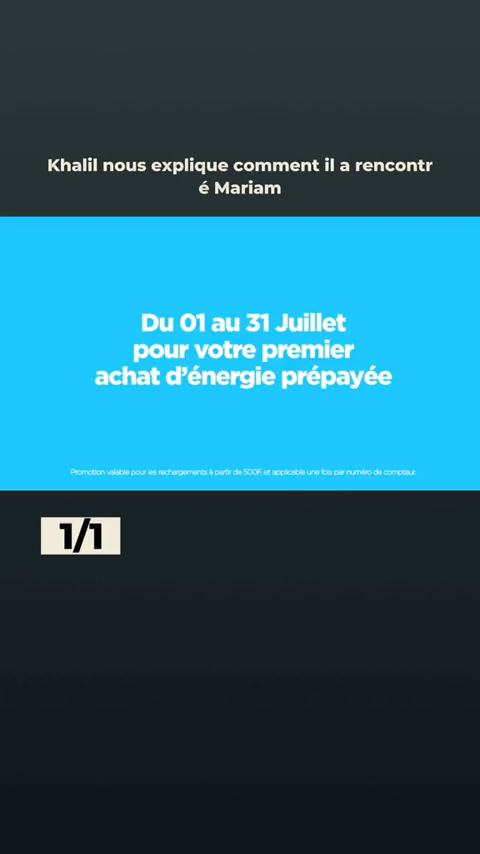 Khalil nous explique comment il a rencontr
é Mariam
Du 01 au 31 Juillet
pour votre premier
achat d'énergie prépayée
Promotion valable pour les rechargements à partir de 500F, et applicable une fois par numéro de compteur.
1/1